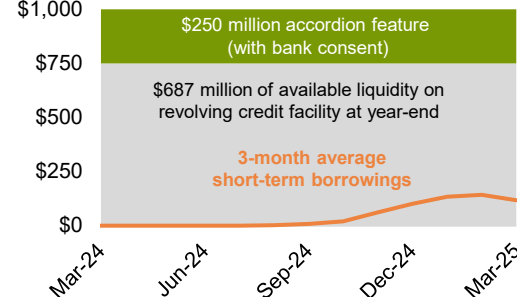 $1,000
$250 million accordion feature
(with bank consent)
$750
$687 million of available liquidity on
revolving credit facility at year-end
$500
3-month average
short-term borrowings
$250
$0
Mar-24
Jun-24
Sep-24
Dec-24
Mar-25